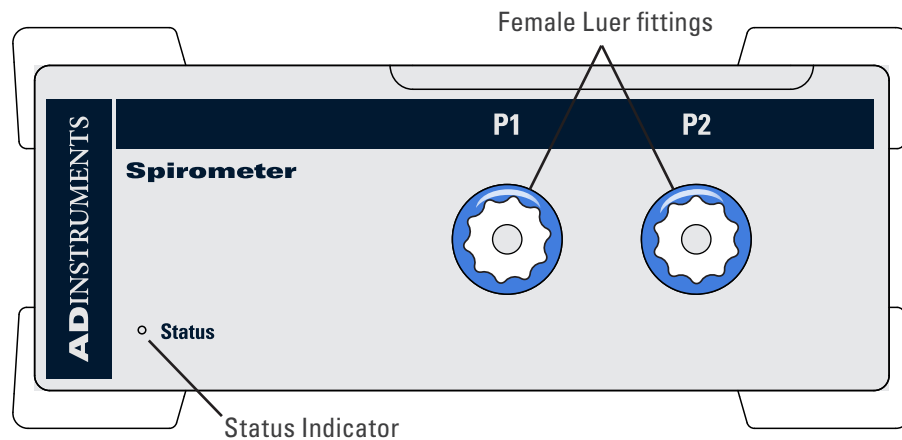 Female Luer fittings
P1
P2
Spirometer
ADINSTRUMENTS
Status
Status Indicator